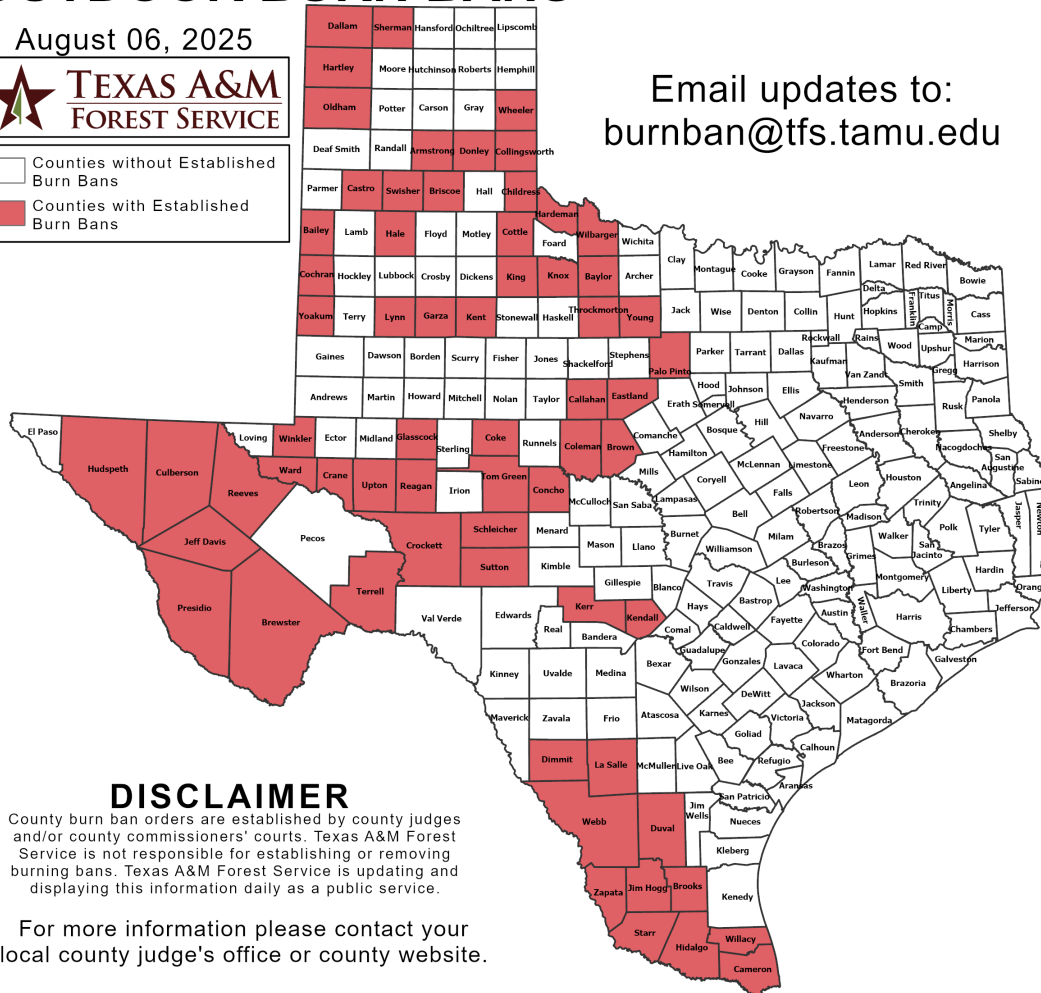 August 06, 2025
TEXAS A&M
FOREST SERVICE
Counties without Established
Burn Bans
Counties with Established
Burn Bans
Email updates to:
burnban@tfs.tamu.edu
Dallam Sherman Hansford Ochiltree Lipscomb
Hartley Moore Hutchinson Roberts Hemphill
Oldham Potter Carson Gray Wheeler
Deaf Smith Randall Armstrong Donley Collingsworth
Parmer Castro Swisher Briscoe Hall Childress
Hardeman
Bailey Lamb Hale Floyd Motley Cottle Foard Wilbarger Wichita
Clay Montague Cooke Grayson Fannin Lamar Red River Bowie
Cochran Hockley Lubbock Crosby Dickens King Knox Baylor Archer
Delta Franklin Titus Morris
Yoakum Terry Lynn Garza Kent Stonewall Haskell Throckmorton Young Jack Wise Denton Collin Hunt Hopkins Camp Cass
Rockwall Rains Wood Upshur Marion
Gaines Dawson Borden Scurry Fisher Jones Shackelford Stephens Palo Pinto Parker Tarrant Dallas Kaufman Van Zandt Smith Gregg Harrison
Andrews Martin Howard Mitchell Nolan Taylor Callahan Eastland Erath Hood Somervell Johnson Ellis Henderson Rusk Panola
El Paso Hudspeth Culberson Reeves Loving Winkler Ector Midland Glasscock Sterling Coke Runnels Coleman Brown Comanche Hamilton Bosque Hill Navarro Freestone Anderson Cherokee Nacogdoches Shelby
San
Augustine
Sabine
Ward Crane Upton Reagan Irion Tom Green Concho McCulloch San Saba Mills Lampasas Coryell McLennan Limestone Falls Leon Houston Angelina
Trinity Jasper Newton
Jeff Davis Pecos Crockett Schleicher Menard Mason Llano Burnet Bell Milam Robertson Madison Walker Polk Tyler
San
Jacinto
Presidio Brewster Terrell Sutton Kimble Gillespie Blanco Williamson Travis Burleson Brazos Grimes Montgomery Liberty Hardin
Val Verde Edwards Real Kerr Kendall Bandera Comal Hays Caldwell Bastrop Lee Fayette Washington Austin Waller Harris Chambers Jefferson
Kinney Uvalde Medina Bexar Guadalupe Gonzales Lavaca Colorado Wharton Fort Bend Brazoria Galveston
Wilson DeWitt
Maverick Zavala Frio Atascosa Karnes Goliad Victoria Jackson Matagorda
Calhoun
Dimmit La Salle McMullen Live Oak Bee Refugio Aransas
San Patricio
Webb Duval
Jim
Wells
Nueces
Kleberg
Zapata Jim Hogg Brooks Kenedy
Starr Hidalgo Willacy
Cameron
DISCLAIMER
County burn ban orders are established by county judges
and/or county commissioners' courts. Texas A&M Forest
Service is not responsible for establishing or removing
burning bans. Texas A&M Forest Service is updating and
displaying this information daily as a public service.
For more information please contact your
local county judge's office or county website.